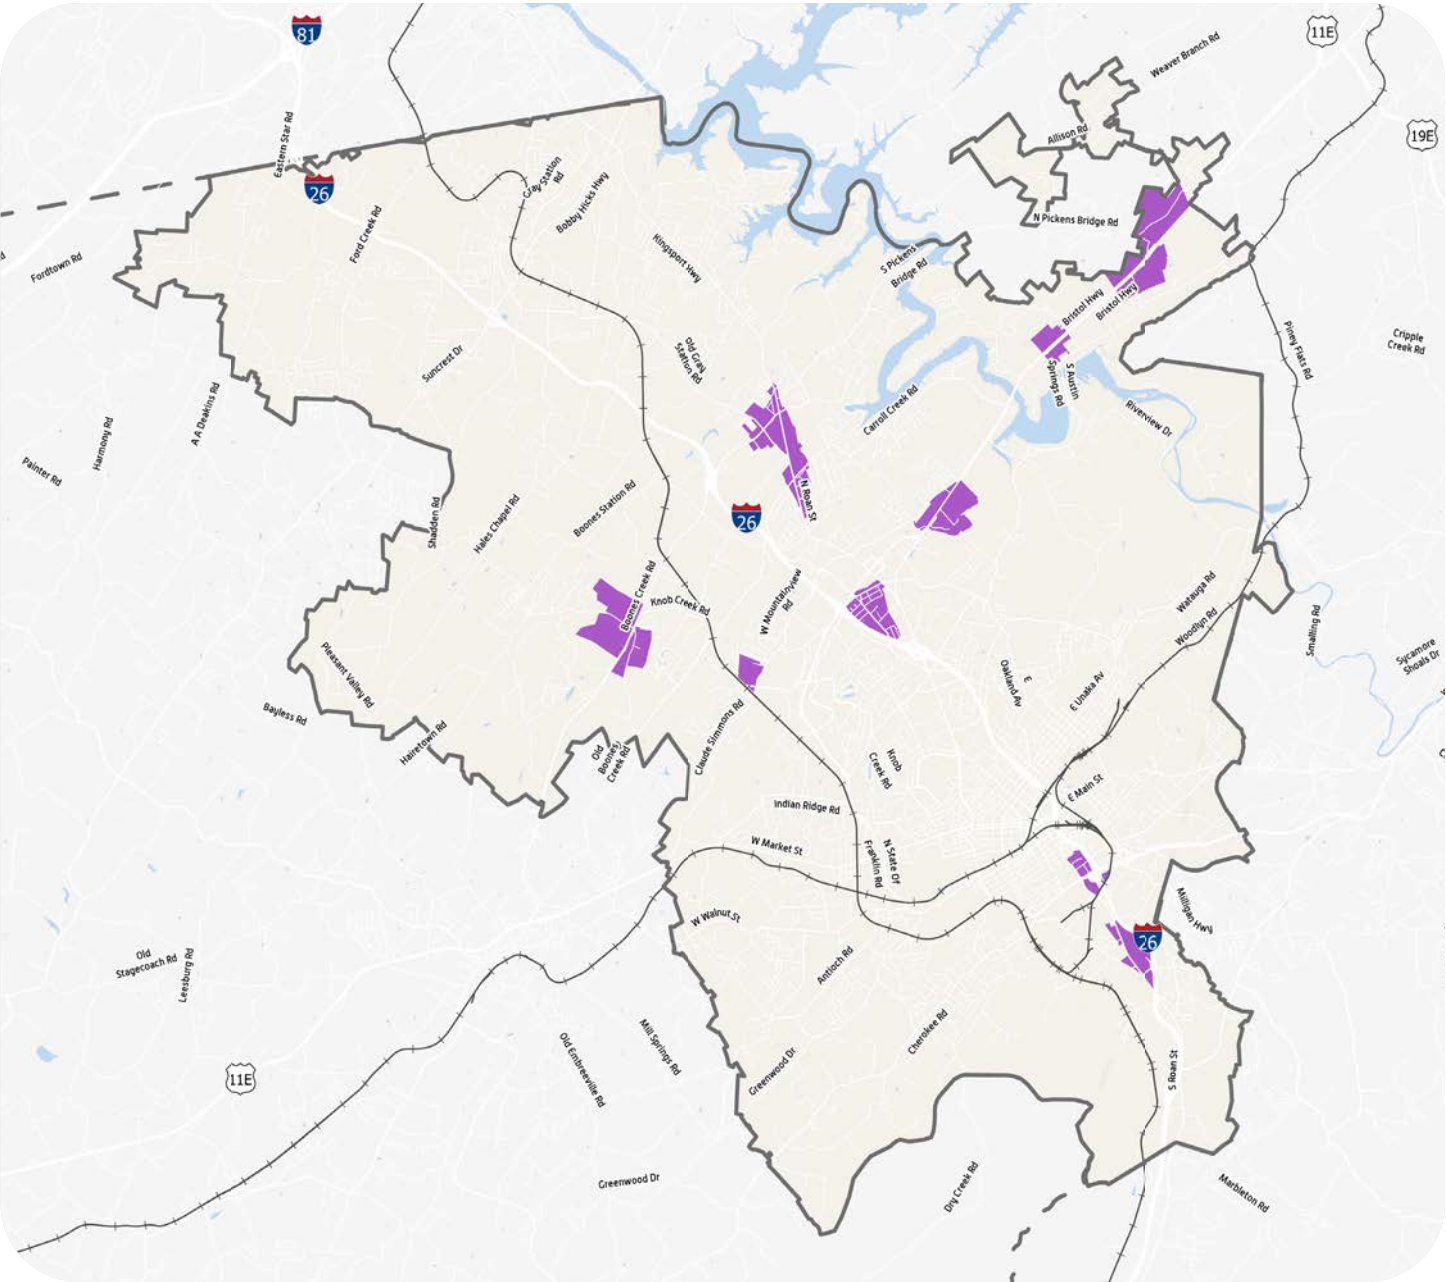 81
11E
Weaver Branch Rd
Eastern Star Rd
Allison Rd
19E
26
Gray Station
Rd
Bobby Hicks Hwy
Ford Creek Rd
N Pickens Bridge Rd
Kingsport Hwy
S Pickens
Bridge Rd
Fordtown Rd
Bristol Hwy
Bristol Hwy
Piney Flats Rd
Cripple
Creek Rd
Suncrest Dr
Old Gray
Station Rd
S Austin
Springs Rd
Carroll Creek Rd
Riverview Dr
A A Deakins Rd
Harmony Rd
Painter Rd
Shadden Rd
Hales Chapel Rd
Boones Station Rd
N Roan St
26
Boones Creek Rd
Knob Creek Rd
W Mountainview
Rd
Watauga Rd
Woodlyn Rd
Smalling Rd
Sycamore
Shoals Dr
Pleasant Valley Rd
E
Oakland Av
E Unaka Av
Bayless Rd
Hairetown Rd
Old
Boones
Creek Rd
Claude Simmons Rd
Knob
Creek Rd
E Main St
Indian Ridge Rd
W Market St
N State Of
Franklin Rd
W Walnut St
Milligan Hwy
26
Old
Stagecoach Rd
Leesburg Rd
Antioch Rd
Cherokee Rd
Mill Springs Rd
Old Embreeville Rd
Greenwood Dr
S Roan St
11E
Greenwood Dr
Dry Creek Rd
Marbleton Rd